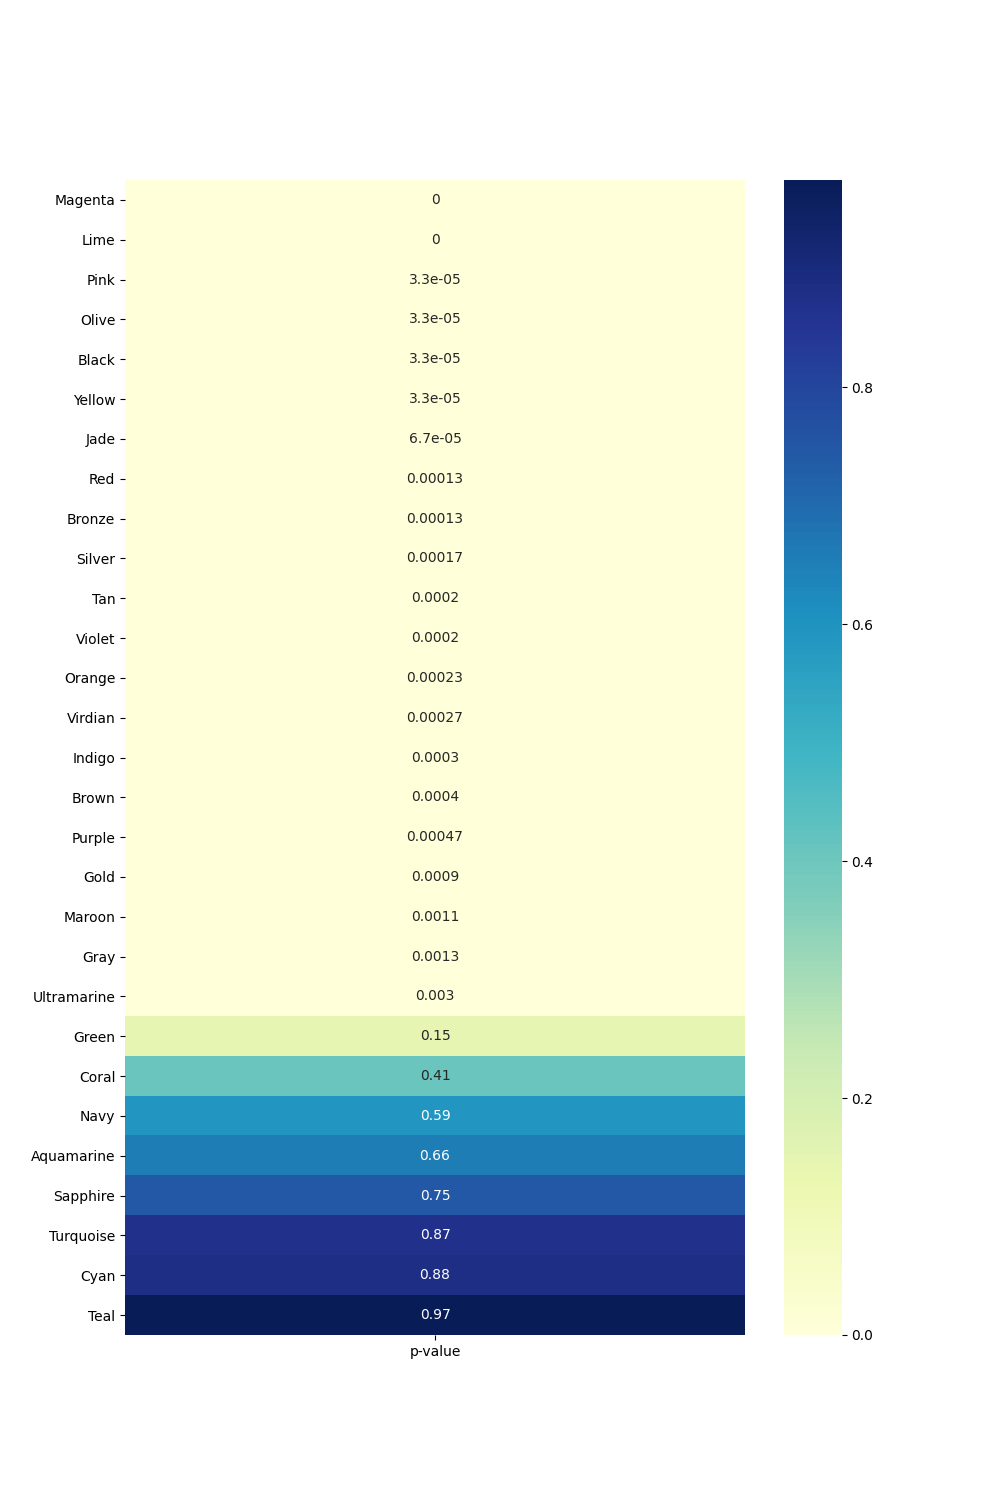 Magenta 0
Lime 0
Pink 3.3e-05
Olive 3.3e-05
Black 3.3e-05
Yellow 3.3e-05
Jade 6.7e-05
Red 0.00013
Bronze 0.00013
Silver 0.00017
Tan 0.0002
Violet 0.0002
Orange 0.00023
Virdian 0.00027
Indigo 0.0003
Brown 0.0004
Purple 0.00047
Gold 0.0009
Maroon 0.0011
Gray 0.0013
Ultramarine 0.003
Green 0.15
Coral 0.41
Navy 0.59
Aquamarine 0.66
Sapphire 0.75
Turquoise 0.87
Cyan 0.88
Teal 0.97
p-value
0.8
0.6
0.4
0.2
0.0